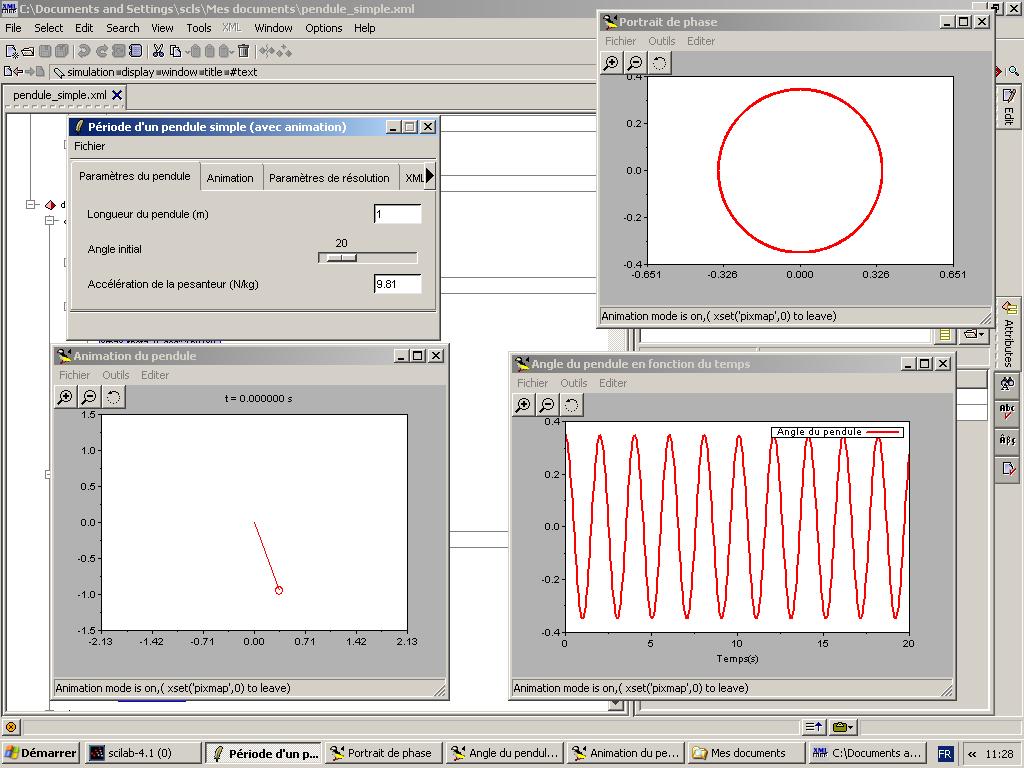 C:\Documents and Settings\scls\Mes documents\pendule_simple.xml
File Select Edit Search View Tools XML Window Options Help
simulation display window title #text
pendule_simple.xml
Période d'un pendule simple (avec animation)
Fichier
Paramètres du pendule Animation Paramètres de résolution XML
Longueur du pendule (m) 1
20
Angle initial
Accélération de la pesanteur (N/kg) 9.81
Portrait de phase
Fichier Outils Editer
0.4
0.2
0.0
-0.2
-0.4
-0.651 -0.326 0.000 0.326 0.651
Animation mode is on,( xset('pixmap',0) to leave)
Edit
Attributes
Animation du pendule
Fichier Outils Editer
t = 0.000000 s
1.5
1.0
0.5
0.0
-0.5
-1.0
-1.5
-2.13 -1.42 -0.71 0.00 0.71 1.42 2.13
Animation mode is on,( xset('pixmap',0) to leave)
Angle du pendule en fonction du temps
Fichier Outils Editer
0.4
Angle du pendule
0.2
0.0
-0.2
-0.4
0 5 10 15 20
Temps(s)
Animation mode is on,( xset('pixmap',0) to leave)
Démarrer scilab-4.1 (0) Période d'un p... Portrait de phase Angle du pendul... Animation du pe... Mes documents C:\Documents a... FR « 11:28